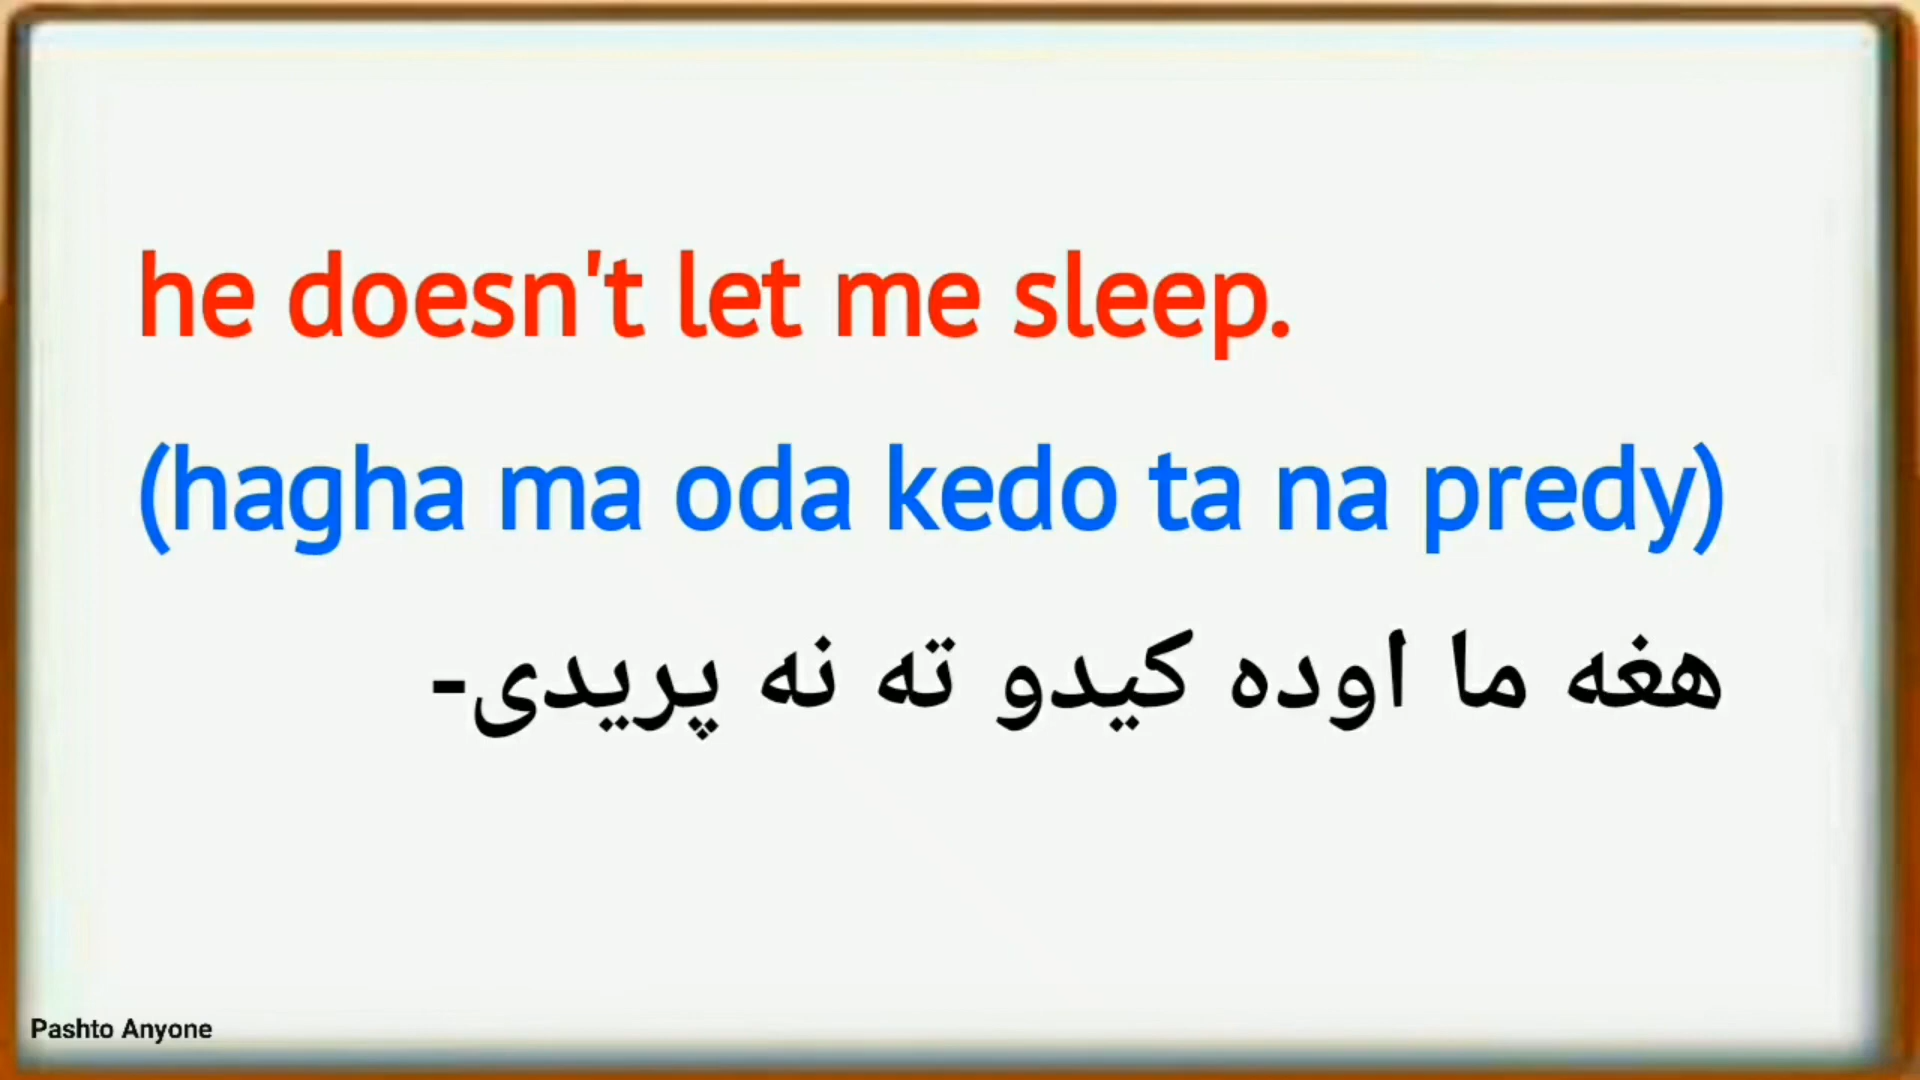 he doesn't let me sleep.
(hagha ma oda kedo ta na predy)
هغه ما اوده کیدو ته نه پریدی-
Pashto Anyone